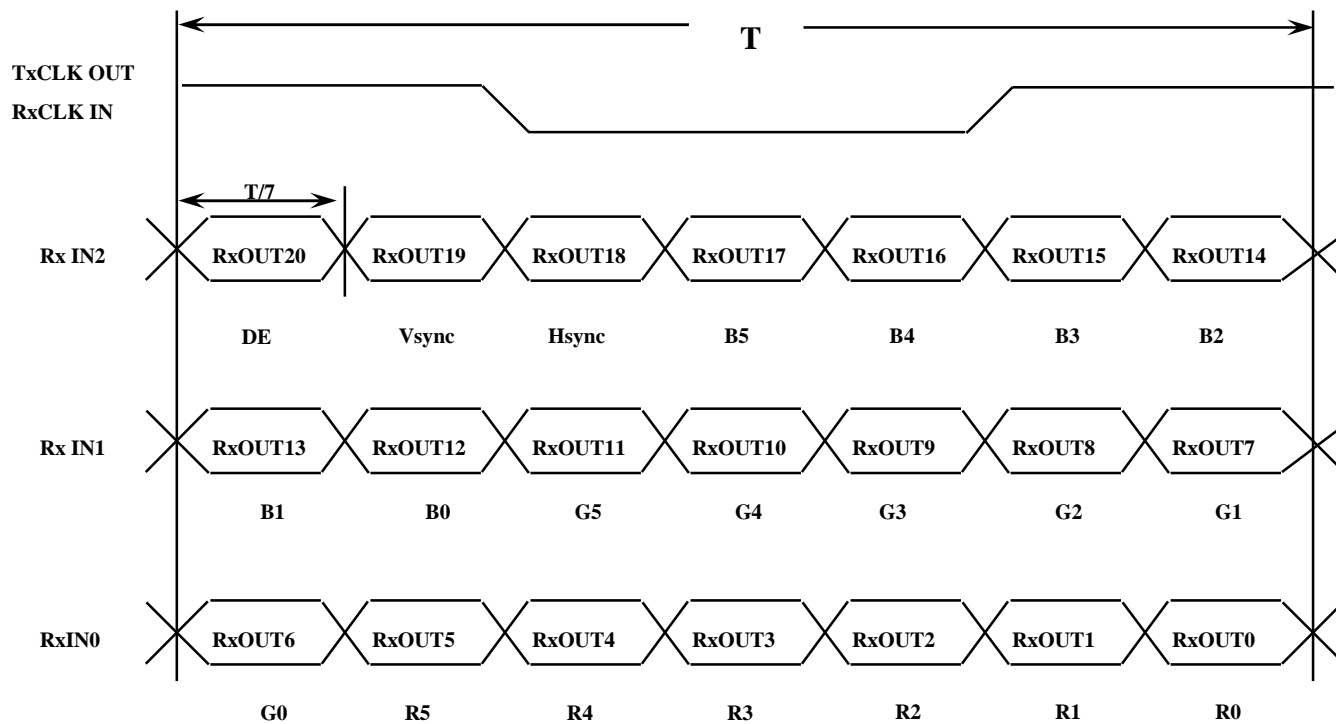 T
TxCLK OUT
RxCLK IN
T/7
Rx IN2 RxOUT20 RxOUT19 RxOUT18 RxOUT17 RxOUT16 RxOUT15 RxOUT14
DE Vsync Hsync B5 B4 B3 B2
Rx IN1 RxOUT13 RxOUT12 RxOUT11 RxOUT10 RxOUT9 RxOUT8 RxOUT7
B1 B0 G5 G4 G3 G2 G1
RxIN0 RxOUT6 RxOUT5 RxOUT4 RxOUT3 RxOUT2 RxOUT1 RxOUT0
G0 R5 R4 R3 R2 R1 R0